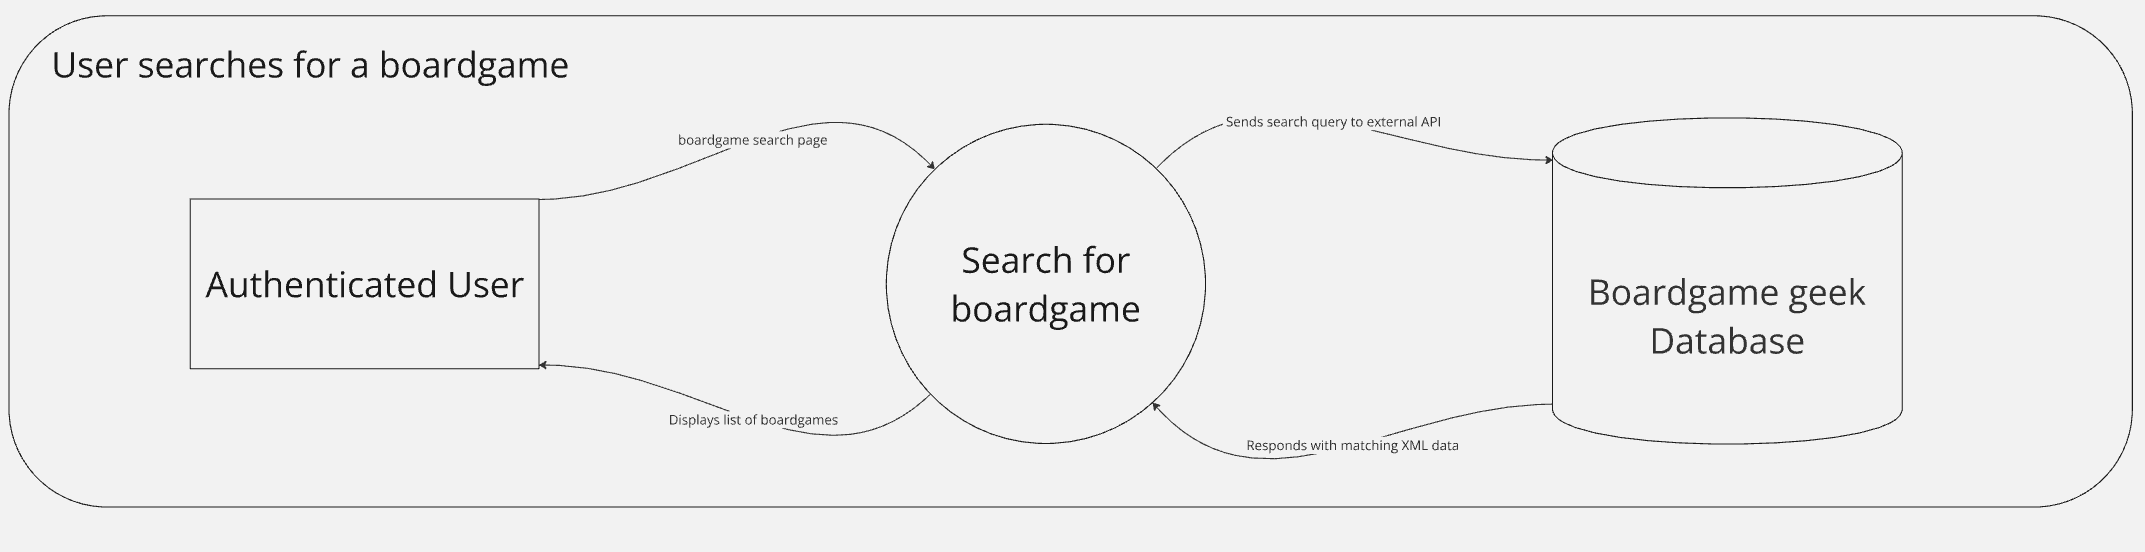 User searches for a boardgame
boardgame search page
Sends search query to external API
Authenticated User
Search for
boardgame
Boardgame geek
Database
Displays list of boardgames
Responds with matching XML data